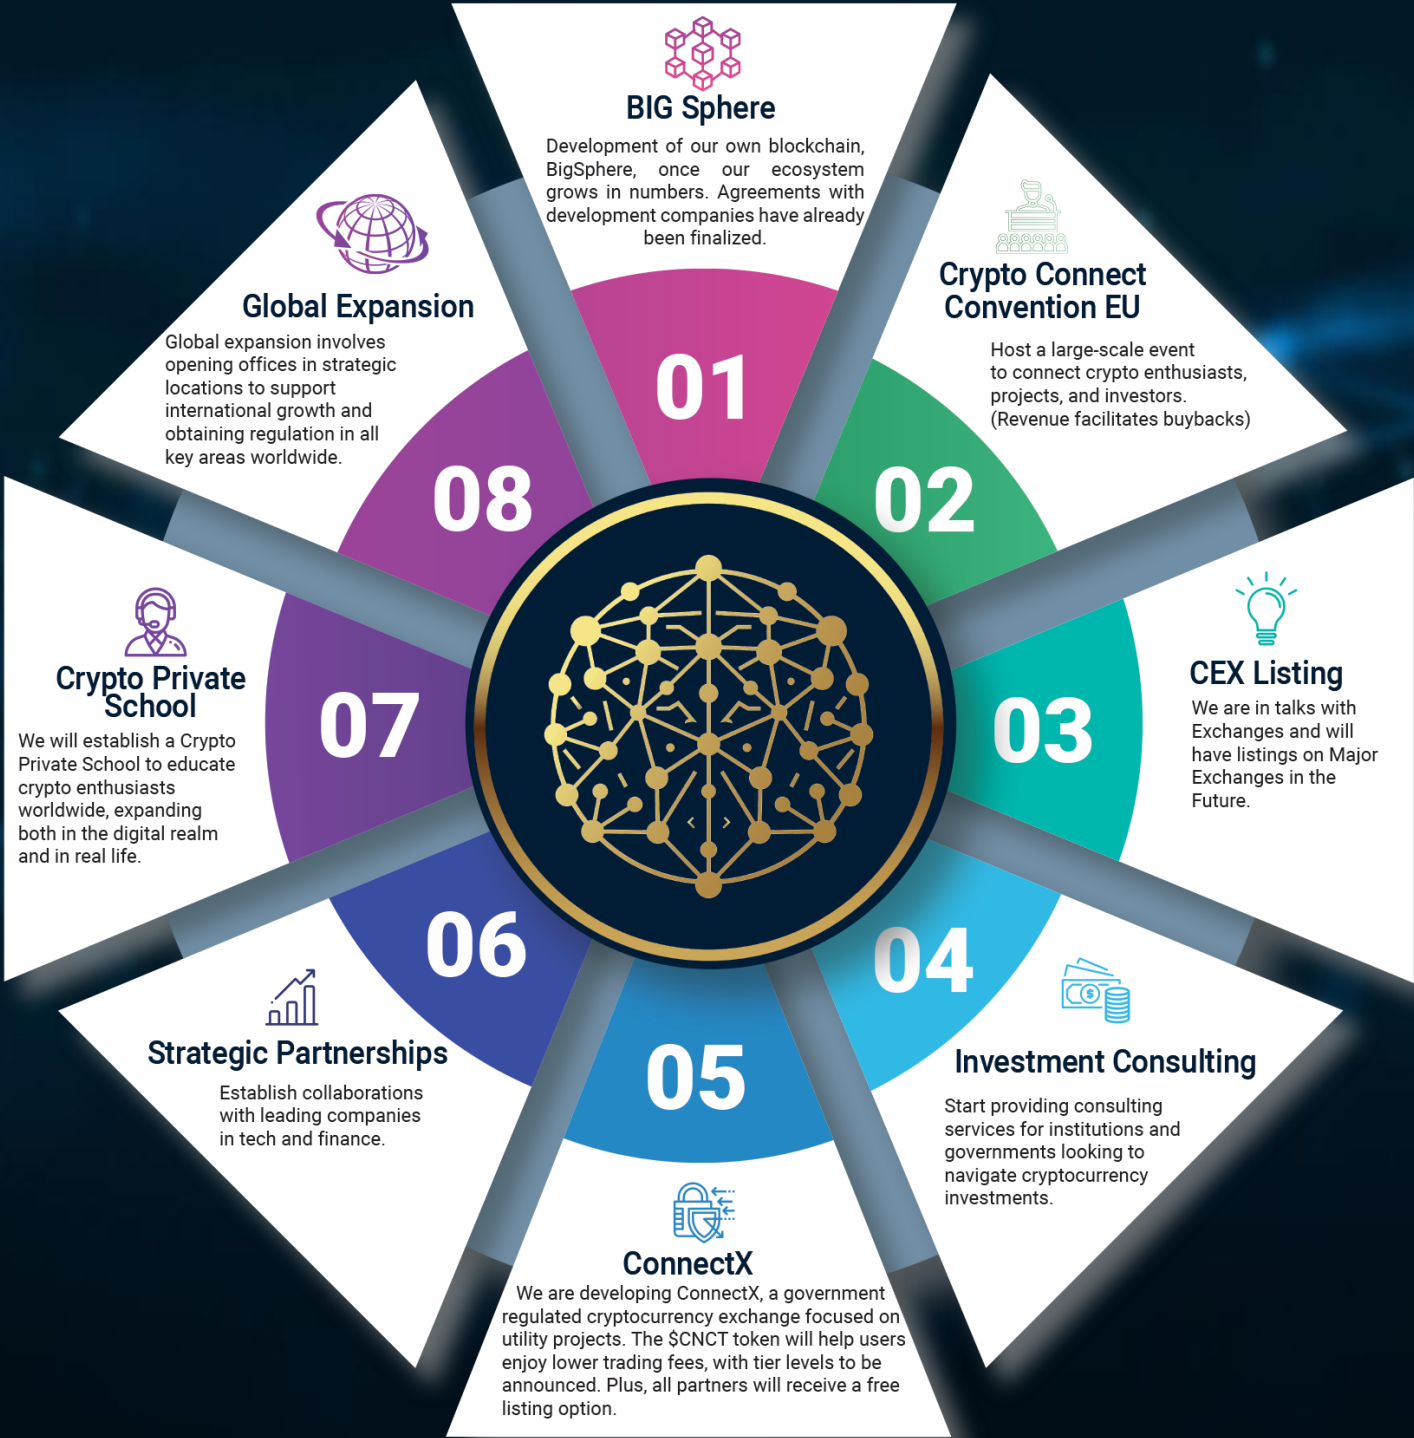 BIG Sphere
Development of our own blockchain,
BigSphere, once our ecosystem
grows in numbers. Agreements with
development companies have already
been finalized.
01
Crypto Connect
Convention EU
Host a large-scale event
to connect crypto enthusiasts,
projects, and investors.
(Revenue facilitates buybacks)
02
CEX Listing
We are in talks with
Exchanges and will
have listings on Major
Exchanges in the
Future.
03
Investment Consulting
Start providing consulting
services for institutions and
governments looking to
navigate cryptocurrency
investments.
04
ConnectX
We are developing ConnectX, a government
regulated cryptocurrency exchange focused on
utility projects. The $CNCT token will help users
enjoy lower trading fees, with tier levels to be
announced. Plus, all partners will receive a free
listing option.
05
Strategic Partnerships
Establish collaborations
with leading companies
in tech and finance.
06
Crypto Private
School
We will establish a Crypto
Private School to educate
crypto enthusiasts
worldwide, expanding
both in the digital realm
and in real life.
07
Global Expansion
Global expansion involves
opening offices in strategic
locations to support
international growth and
obtaining regulation in all
key areas worldwide.
08